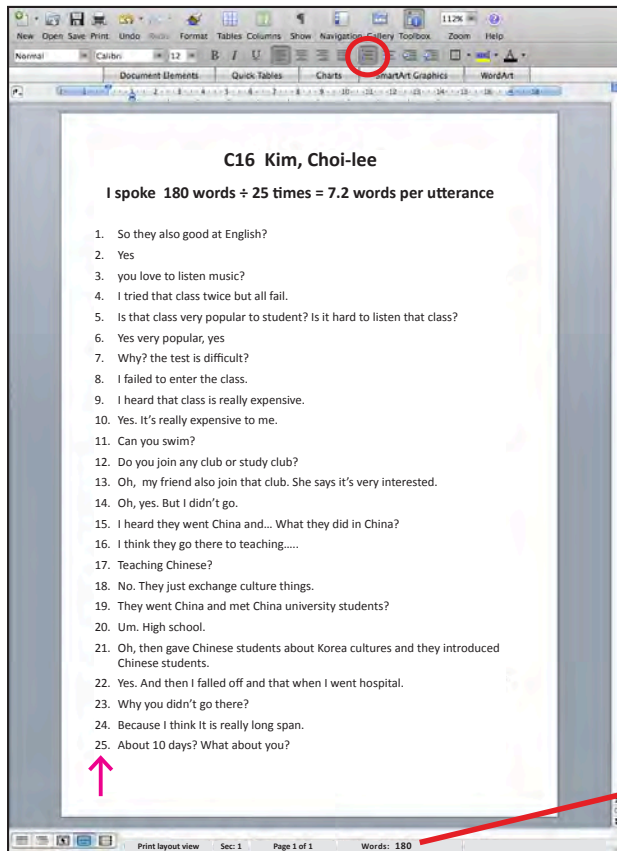 New Open Save Print Undo Redo Format Tables Columns Show Navigation Gallery Toolbox Zoom Help
112%
Normal Calibri 12 B I U
Document Elements Quick Tables Charts SmartArt Graphics WordArt
C16 Kim, Choi-lee
I spoke 180 words ÷ 25 times = 7.2 words per utterance
1. So they also good at English?
2. Yes
3. you love to listen music?
4. I tried that class twice but all fail.
5. Is that class very popular to student? Is it hard to listen that class?
6. Yes very popular, yes
7. Why? the test is difficult?
8. I failed to enter the class.
9. I heard that class is really expensive.
10. Yes. It's really expensive to me.
11. Can you swim?
12. Do you join any club or study club?
13. Oh, my friend also join that club. She says it's very interested.
14. Oh, yes. But I didn't go.
15. I heard they went China and... What they did in China?
16. I think they go there to teaching.....
17. Teaching Chinese?
18. No. They just exchange culture things.
19. They went China and met China university students?
20. Um. High school.
21. Oh, then gave Chinese students about Korea cultures and they introduced
Chinese students.
22. Yes. And then I falled off and that when I went hospital.
23. Why you didn't go there?
24. Because I think It is really long span.
25. About 10 days? What about you?
Print layout view Sec: 1 Page 1 of 1 Words: 180